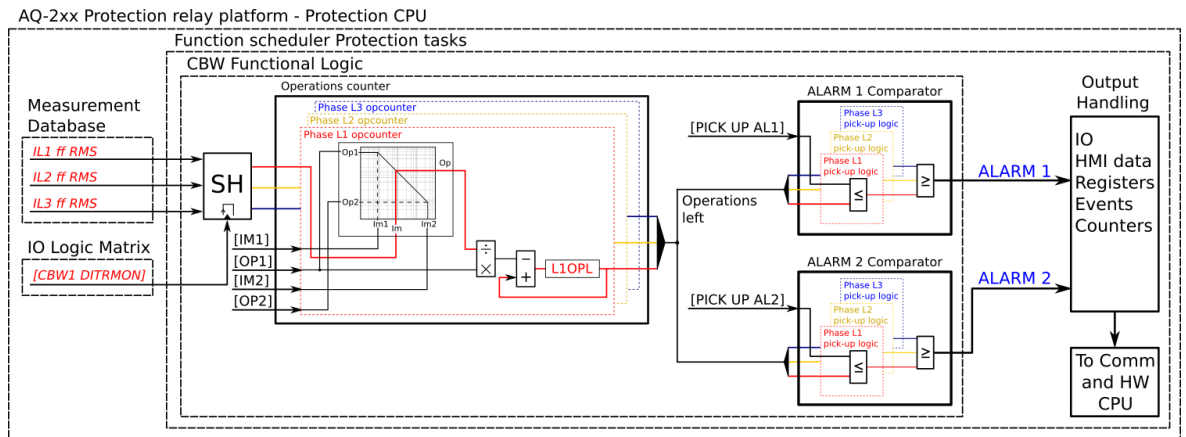 AQ-2xx Protection relay platform - Protection CPU
Function scheduler Protection tasks
CBW Functional Logic
Measurement
Database
IL1 ff RMS
IL2 ff RMS
IL3 ff RMS
IO Logic Matrix
[CBW1 DITRMON]
SH
Operations counter
Phase L3 opcounter
Phase L2 opcounter
Phase L1 opcounter
Op1
Op
Op2
Im1
Im
Im2
[IM1]
[OP1]
[IM2]
[OP2]
÷
×
-
+
L1OPL
Operations
left
ALARM 1 Comparator
[PICK UP AL1]
Phase L3
pick-up logic
Phase L2
pick-up logic
Phase L1
pick-up logic
≤
≥
ALARM 1
ALARM 2 Comparator
[PICK UP AL2]
Phase L3
pick-up logic
Phase L2
pick-up logic
Phase L1
pick-up logic
≤
≥
ALARM 2
Output
Handling
IO
HMI data
Registers
Events
Counters
To Comm
and HW
CPU